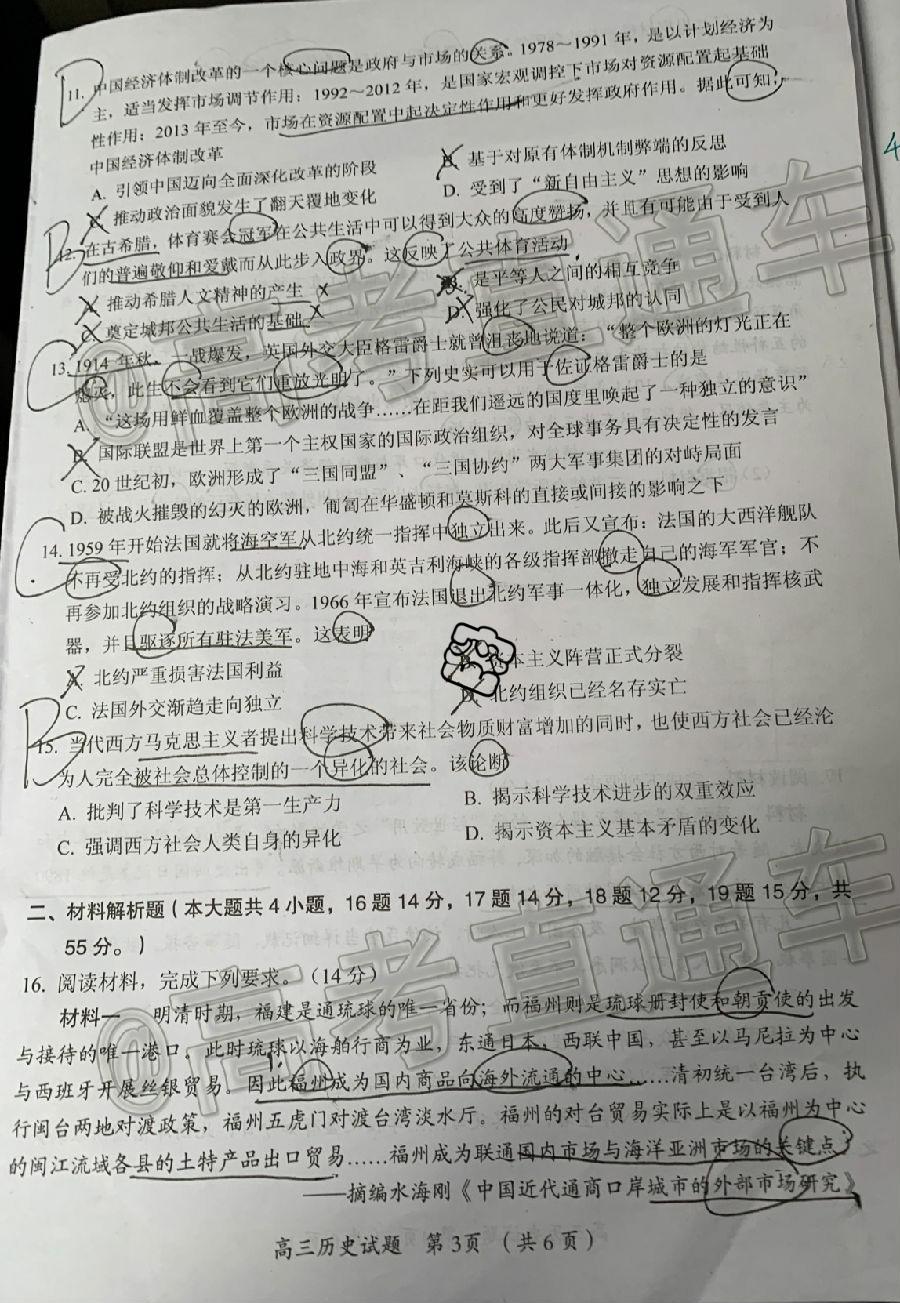 11. 中国经济体制改革的一个核心问题是政府与市场的关系。1978～1991年，是以计划经济为
主，适当发挥市场调节作用；1992～2012年，是国家宏观调控下市场对资源配置起基础
性作用；2013年至今，市场在资源配置中起决定性作用和更好发挥政府作用。据此可知，
中国经济体制改革
A. 引领中国迈向全面深化改革的阶段 B. 基于对原有体制机制弊端的反思
C. 推动政治面貌发生了翻天覆地变化 D. 受到了“新自由主义”思想的影响
12. 在古希腊，体育赛会冠军在公共生活中可以得到大众的高度赞扬，并且有可能由于受到人
们的普遍敬仰和爱戴而从此步入政界。这反映了公共体育活动
A. 推动希腊人文精神的产生 B. 是平等人之间的相互竞争
C. 奠定城邦公共生活的基础 D. 强化了公民对城邦的认同
13. 1914年秋。一战爆发，英国外交大臣格雷爵士就曾沮丧地说道：“整个欧洲的灯光正在
熄灭，此生不会看到它们重放光明了。”下列史实可以用于佐证格雷爵士的是
A. “这场用鲜血覆盖整个欧洲的战争……在距我们遥远的国度里唤起了一种独立的意识”
B. 国际联盟是世界上第一个主权国家的国际政治组织，对全球事务具有决定性的发言
C. 20世纪初，欧洲形成了“三国同盟”、“三国协约”两大军事集团的对峙局面
D. 被战火摧毁的幻灭的欧洲，匍匐在华盛顿和莫斯科的直接或间接的影响之下
14. 1959年开始法国就将海空军从北约统一指挥中独立出来。此后又宣布：法国的大西洋舰队
不再受北约的指挥；从北约驻地中海和英吉利海峡的各级指挥部撤走自己的海军军官；不
再参加北约组织的战略演习。1966年宣布法国退出北约军事一体化，独立发展和指挥核武
器，并且驱逐所有驻法美军。这表明
A. 北约严重损害法国利益 本主义阵营正式分裂
C. 法国外交渐趋走向独立 D. 北约组织已经名存实亡
15. 当代西方马克思主义者提出科学技术带来社会物质财富增加的同时，也使西方社会已经沦
为人完全被社会总体控制的一个异化的社会。该论断
A. 批判了科学技术是第一生产力 B. 揭示科学技术进步的双重效应
C. 强调西方社会人类自身的异化 D. 揭示资本主义基本矛盾的变化
二、材料解析题（本大题共4小题，16题14分，17题14分，18题12分，19题15分，共
55分。）
16. 阅读材料，完成下列要求。（14分）
材料一 明清时期，福建是通琉球的唯一省份；而福州则是琉球册封使和朝贡使的出发
与接待的唯一港口。此时琉球以海舶行商为业，东通日本，西联中国，甚至以马尼拉为中心
与西班牙开展丝银贸易。因此福州成为国内商品向海外流通的中心……清初统一台湾后，执
行闽台两地对渡政策，福州五虎门对渡台湾淡水厅。福州的对台贸易实际上是以福州为中心
的闽江流域各县的土特产品出口贸易……福州成为联通国内市场与海洋亚洲市场的关键点。
——摘编水海刚《中国近代通商口岸城市的外部市场研究》
高三历史试题 第3页 （共6页）
@高考直通车
@高考直通车